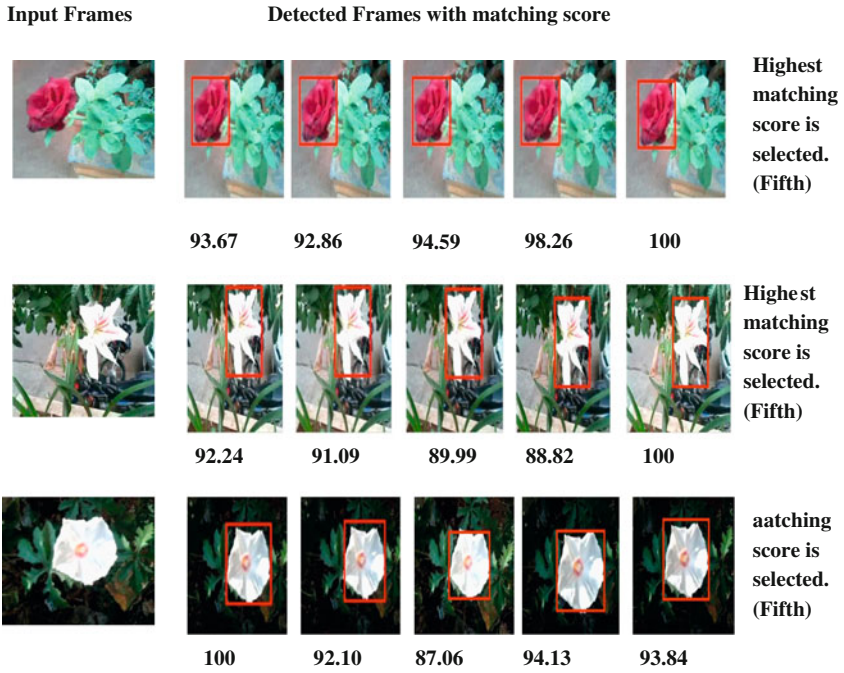 Input Frames Detected Frames with matching score
Highest
matching
score is
selected.
(Fifth)
93.67 92.86 94.59 98.26 100
Highest
matching
score is
selected.
(Fifth)
92.24 91.09 89.99 88.82 100
aatching
score is
selected.
(Fifth)
100 92.10 87.06 94.13 93.84